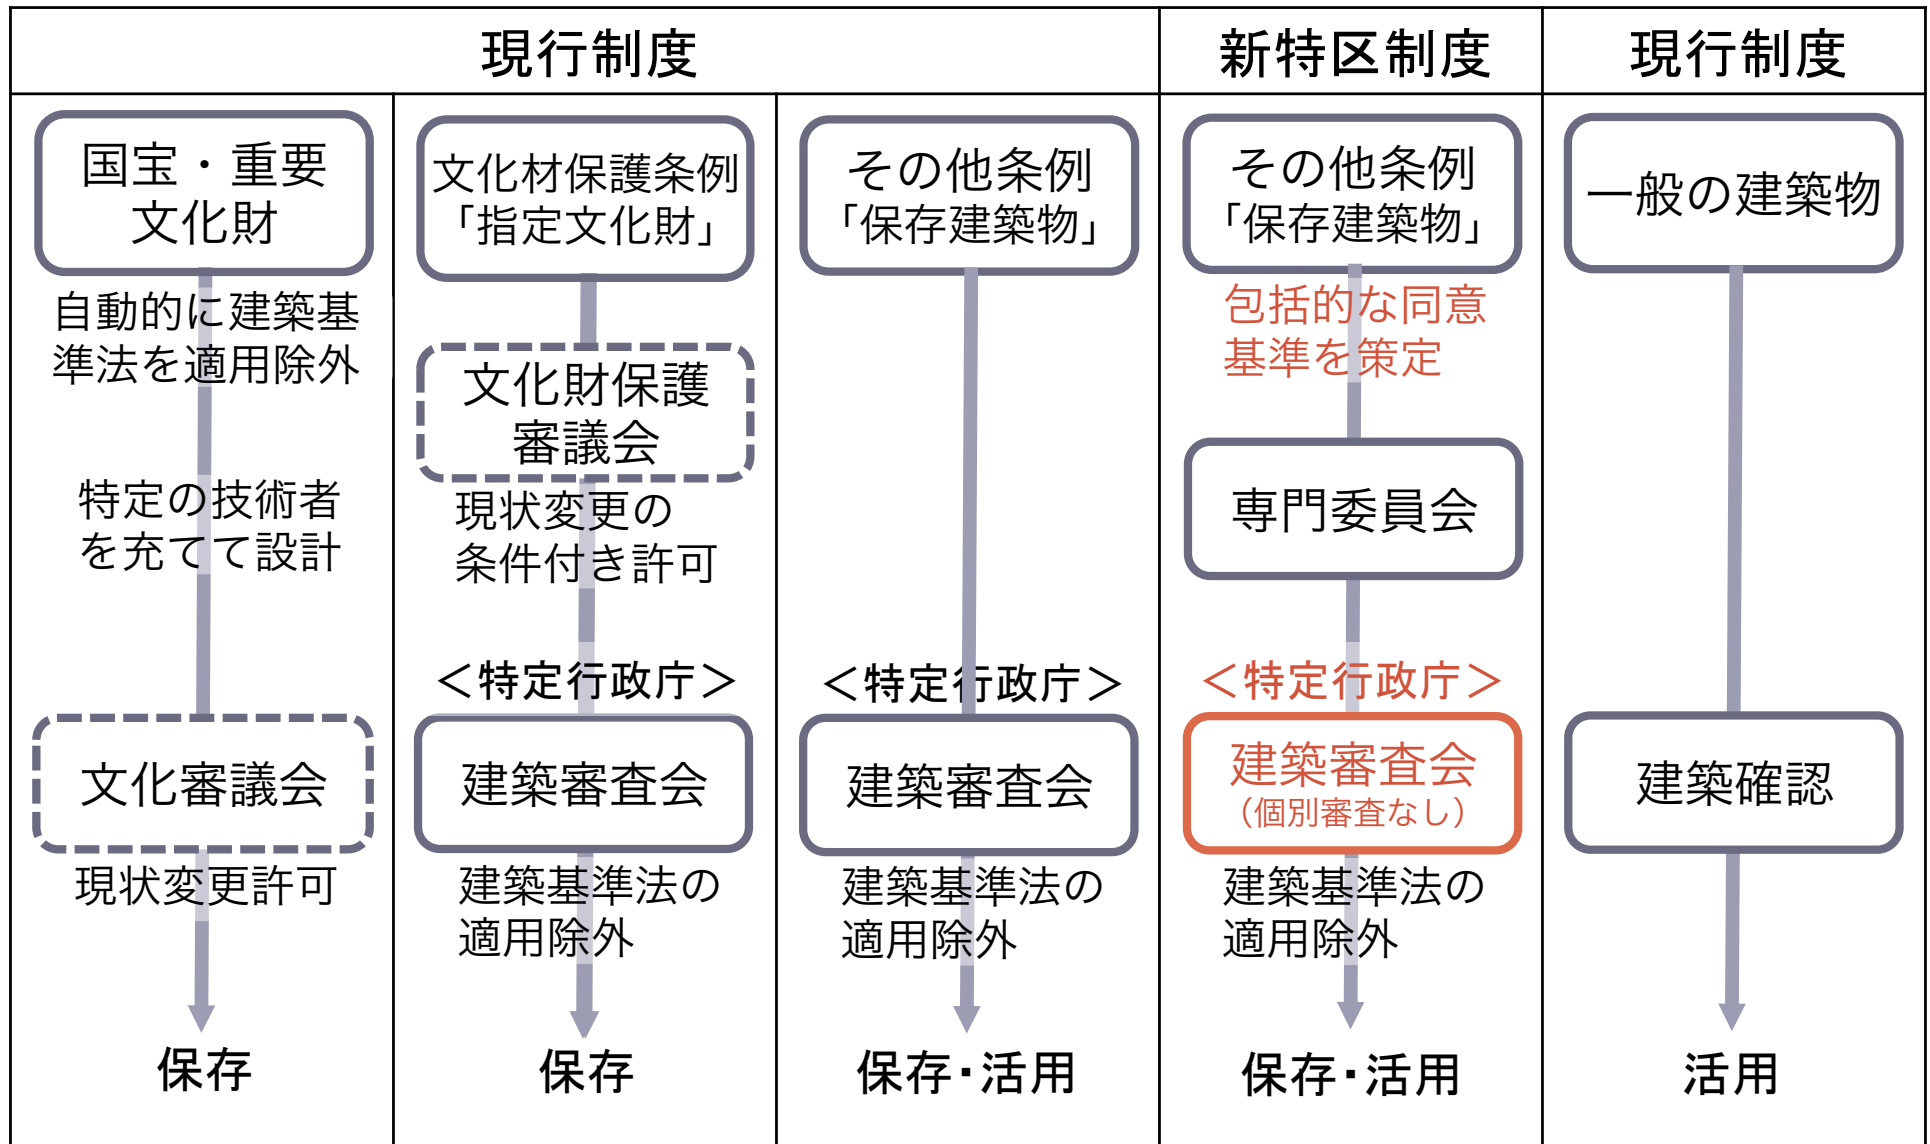 現行制度
新特区制度
現行制度
国宝・重要
文化財
自動的に建築基
準法を適用除外
特定の技術者
を充てて設計
文化審議会
現状変更許可
保存
文化材保護条例
「指定文化財」
文化財保護
審議会
現状変更の
条件付き許可
＜特定行政庁＞
建築審査会
建築基準法の
適用除外
保存
その他条例
「保存建築物」
＜特定行政庁＞
建築審査会
建築基準法の
適用除外
保存・活用
その他条例
「保存建築物」
包括的な同意
基準を策定
専門委員会
＜特定行政庁＞
建築審査会
（個別審査なし）
建築基準法の
適用除外
保存・活用
一般の建築物
建築確認
活用